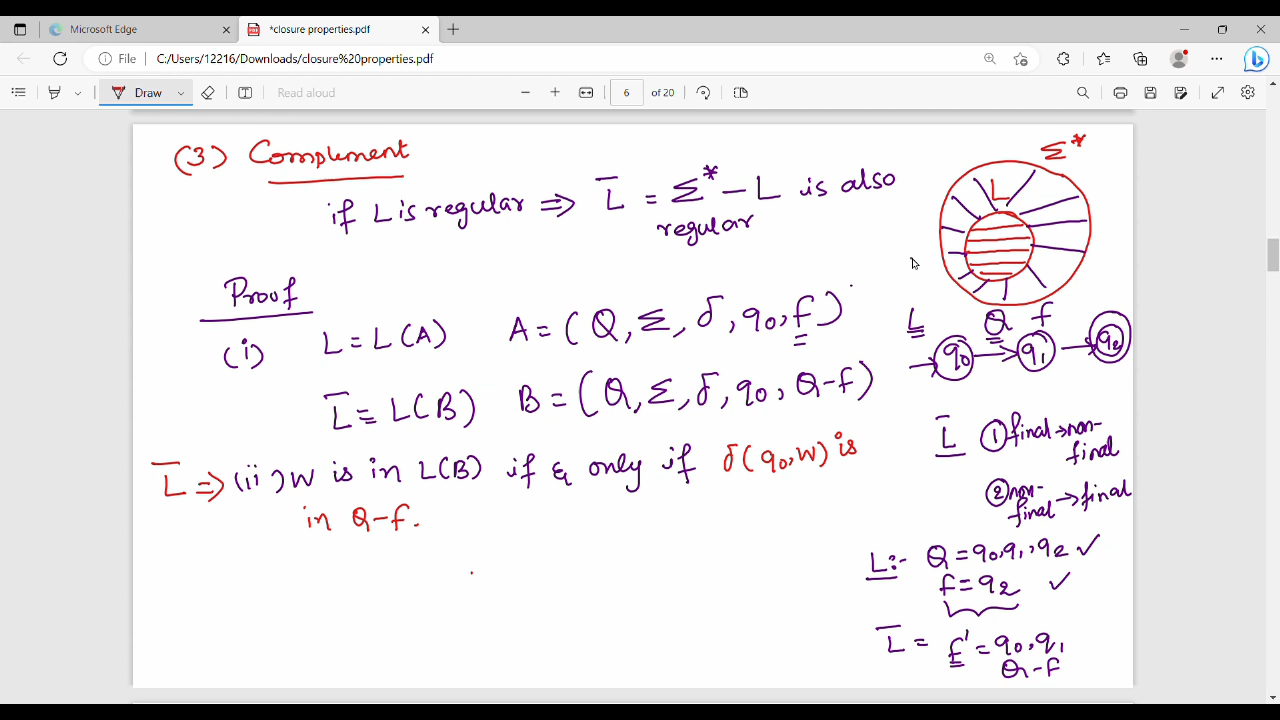 Microsoft Edge
*closure properties.pdf
File C:/Users/12216/Downloads/closure%20properties.pdf
Draw
Read aloud
6 of 20
(3) Complement
if L is regular ⇒ L̅ = Σ* − L is also
regular
Σ*
L
Proof
(i) L = L(A) A = (Q, Σ, δ, q0, f)
L̅ = L(B) B = (Q, Σ, δ, q0, Q-f)
L̅ ⇒ (ii) W is in L(B) if & only if δ(q0, W) is
in Q-f.
L Q f
→ q0 → q1 → q2
L̅ ① final → non-
final
② non-
final → final
L:- Q = q0, q1, q2 ✓
f = q2 ✓
L̅ = f' = q0, q1
Q-f